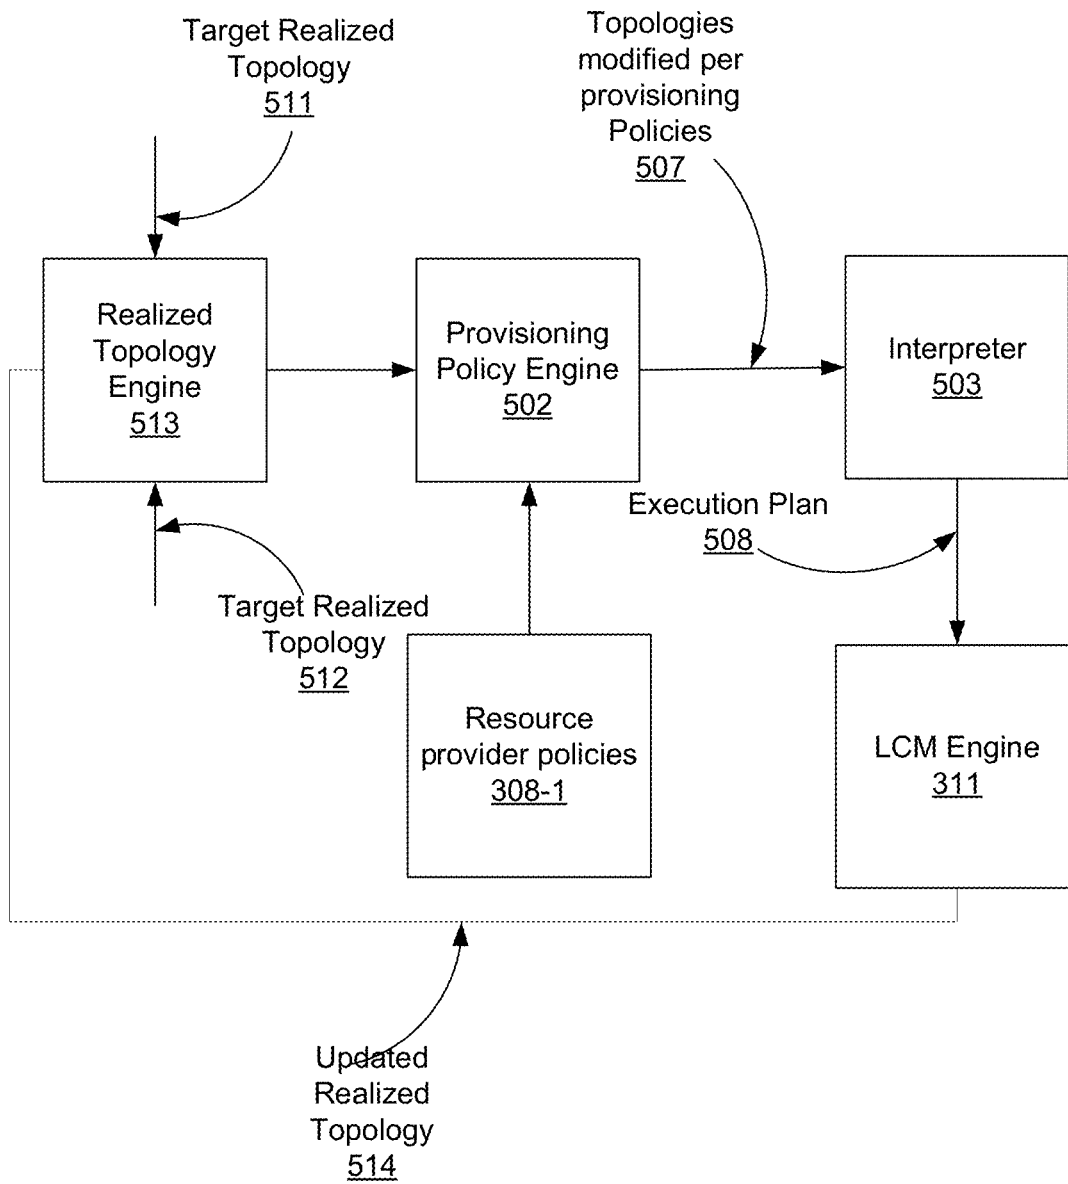 Target Realized
Topology
511
Topologies
modified per
provisioning
Policies
507
Realized
Topology
Engine
513
Provisioning
Policy Engine
502
Interpreter
503
Execution Plan
508
Target Realized
Topology
512
Resource
provider policies
308-1
LCM Engine
311
Updated
Realized
Topology
514